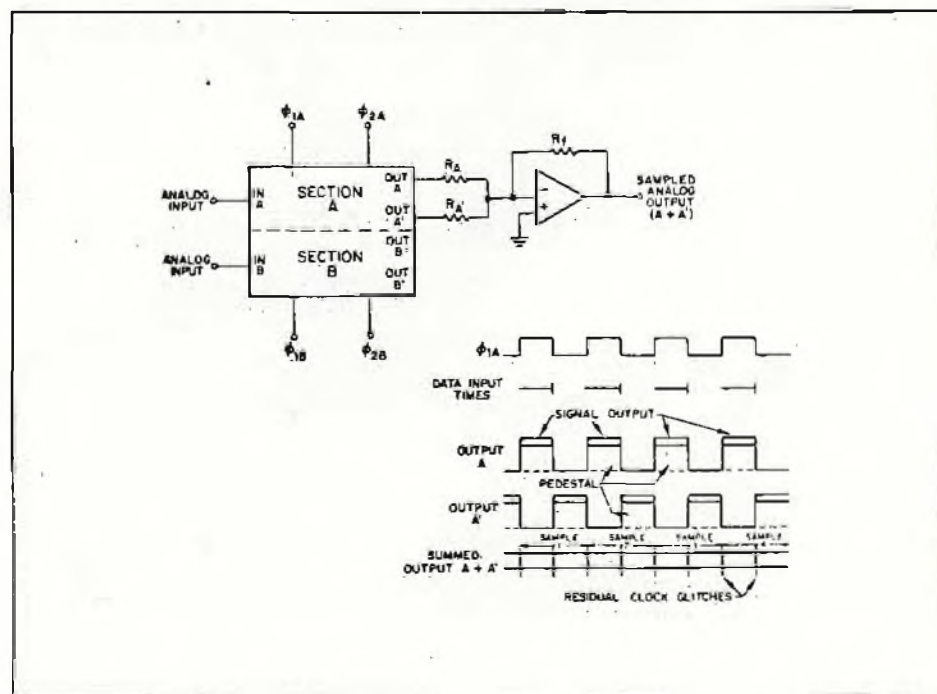 ϕ1A ϕ2A
ANALOG INPUT
IN A
SECTION A
OUT A
OUT A'
RA
RA'
Rf
−
+
SAMPLED ANALOG OUTPUT (A + A')
ANALOG INPUT
IN B
SECTION B
OUT B
OUT B'
ϕ1B ϕ2B
ϕ1A
DATA INPUT TIMES
SIGNAL OUTPUT
OUTPUT A
PEDESTAL
OUTPUT A'
SAMPLE 1 SAMPLE 2 SAMPLE SAMPLE
SUMMED OUTPUT A + A'
RESIDUAL CLOCK GLITCHES